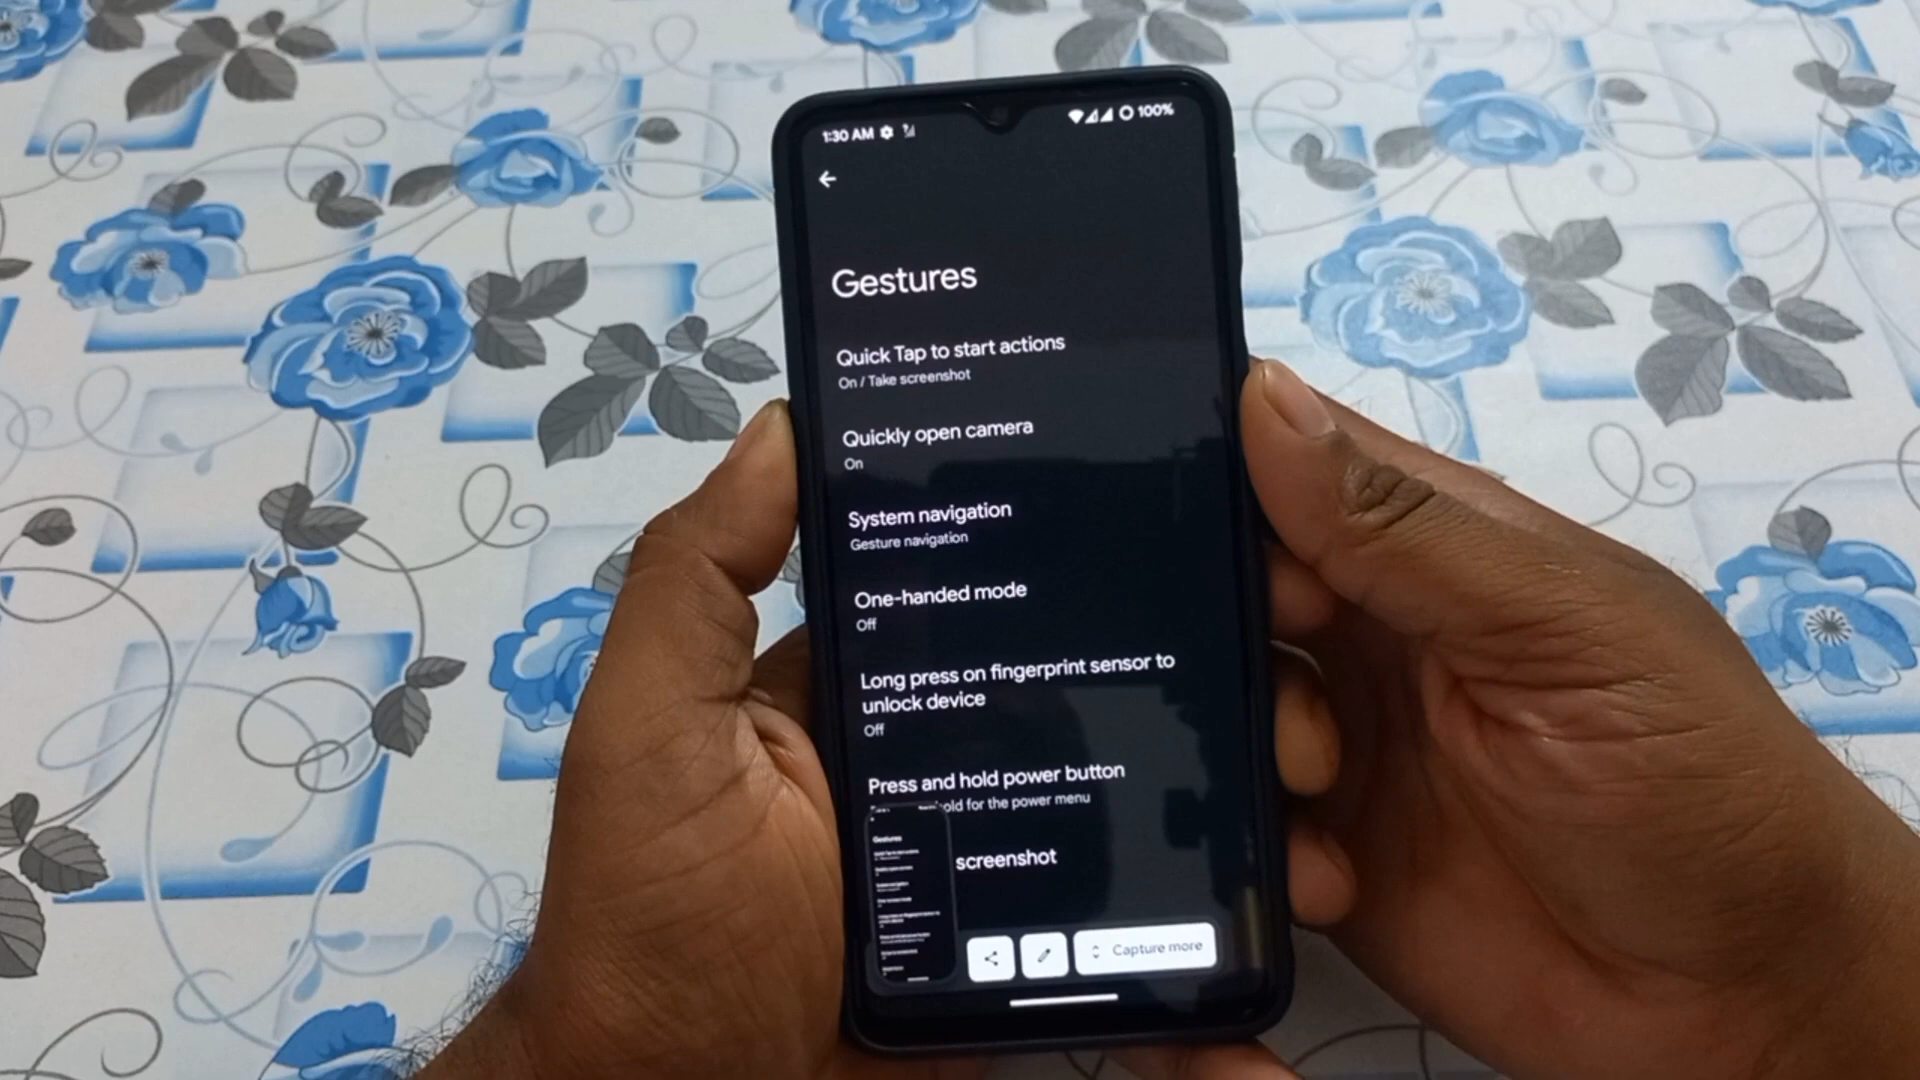 1:30 AM
100%
Gestures
Quick Tap to start actions
On / Take screenshot
Quickly open camera
On
System navigation
Gesture navigation
One-handed mode
Off
Long press on fingerprint sensor to
unlock device
Off
Press and hold power button
for the power menu
screenshot
Gestures
Capture more